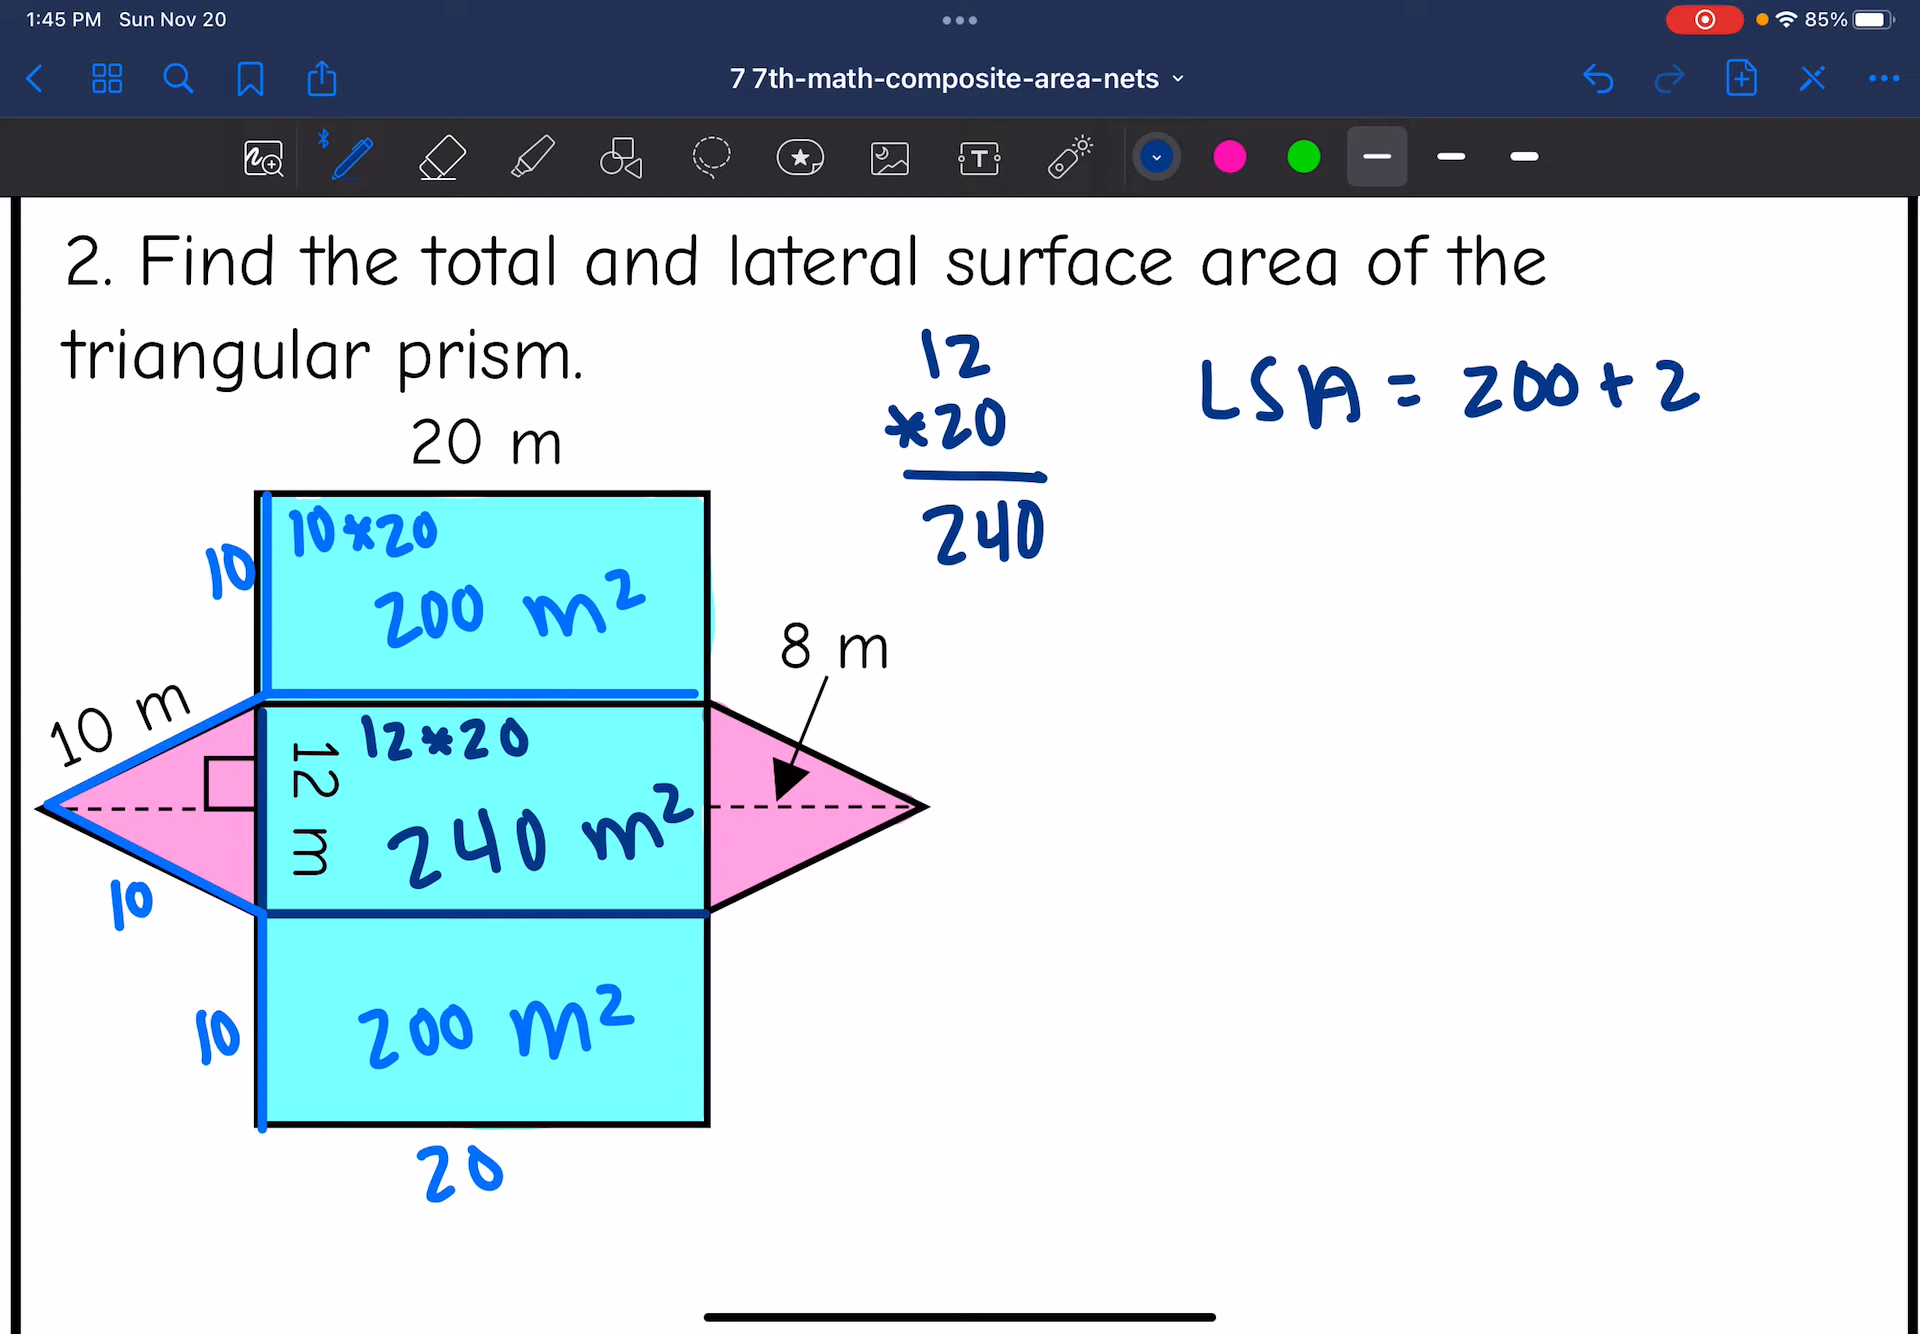 1:45 PM Sun Nov 20
85%
7 7th-math-composite-area-nets
T
2. Find the total and lateral surface area of the
triangular prism.
12
*20
240
LSA = 200 + 2
20 m
10
10*20
200 m²
8 m
10 m
12 m
12*20
240 m²
10
10
200 m²
20